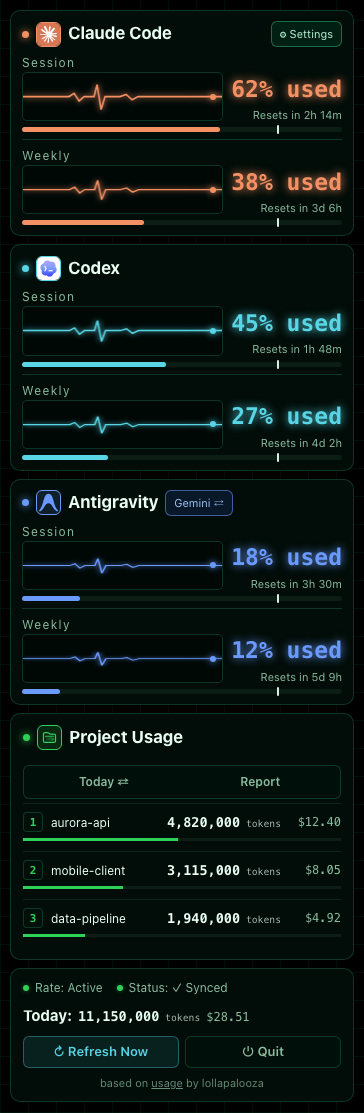 Claude Code
⚙ Settings
Session
62% used
Resets in 2h 14m
Weekly
38% used
Resets in 3d 6h
Codex
Session
45% used
Resets in 1h 48m
Weekly
27% used
Resets in 4d 2h
Antigravity Gemini ⇄
Session
18% used
Resets in 3h 30m
Weekly
12% used
Resets in 5d 9h
Project Usage
Today ⇄ Report
1 aurora-api 4,820,000 tokens $12.40
2 mobile-client 3,115,000 tokens $8.05
3 data-pipeline 1,940,000 tokens $4.92
Rate: Active Status: ✓ Synced
Today: 11,150,000 tokens $28.51
↻ Refresh Now ⏻ Quit
based on usage by lollapalooza